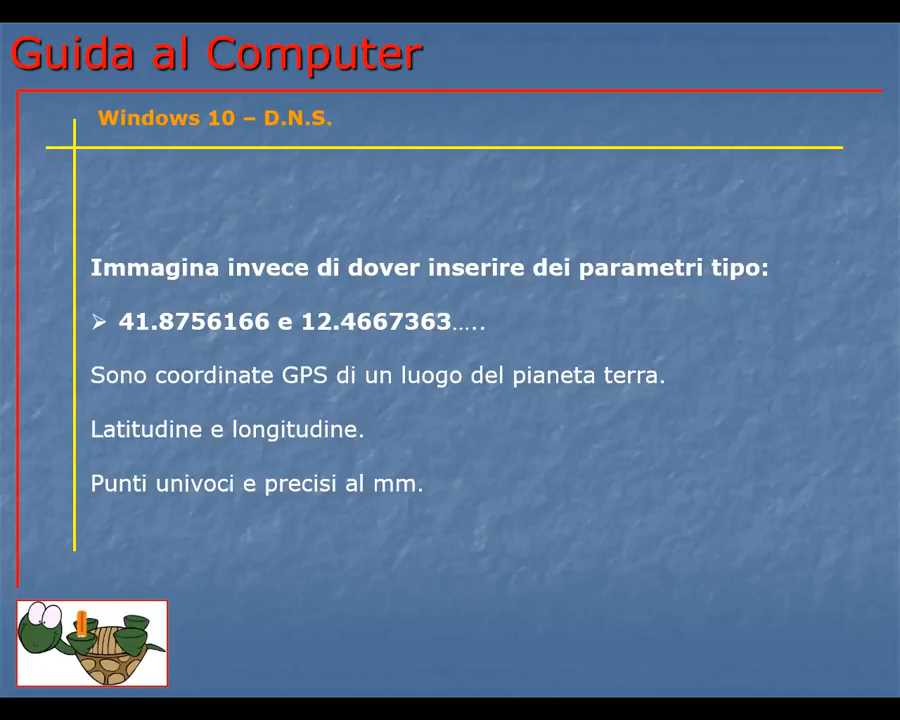 Guida al Computer
Windows 10 – D.N.S.
Immagina invece di dover inserire dei parametri tipo:
➢ 41.8756166 e 12.4667363…..
Sono coordinate GPS di un luogo del pianeta terra.
Latitudine e longitudine.
Punti univoci e precisi al mm.